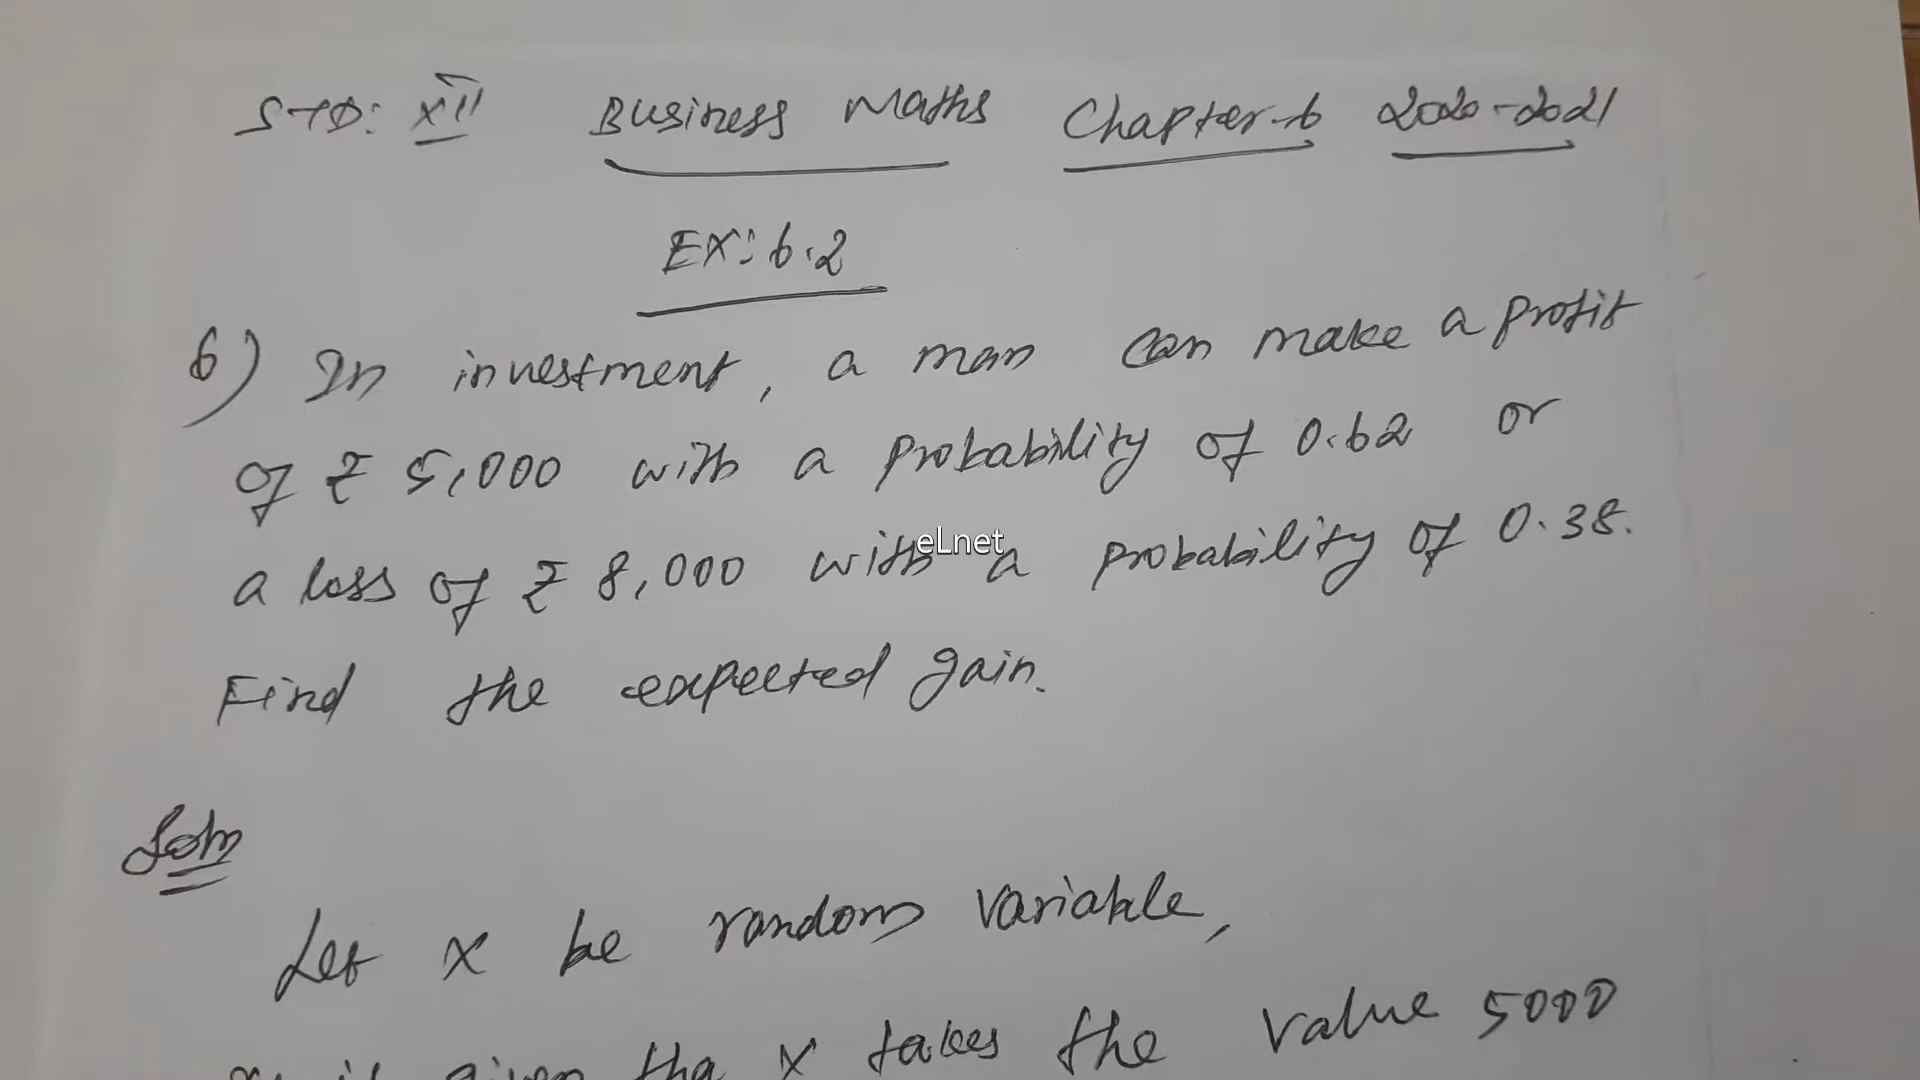 STD: XII Business Maths Chapter-6 2020-2021
EX: 6.2
6) In investment, a man can make a profit
of ₹ 5,000 with a probability of 0.62 or
a loss of ₹ 8,000 with a probability of 0.38.
eLnet
Find the expected gain.
Soln
Let x be random variable,
given tha x takes the value 5000